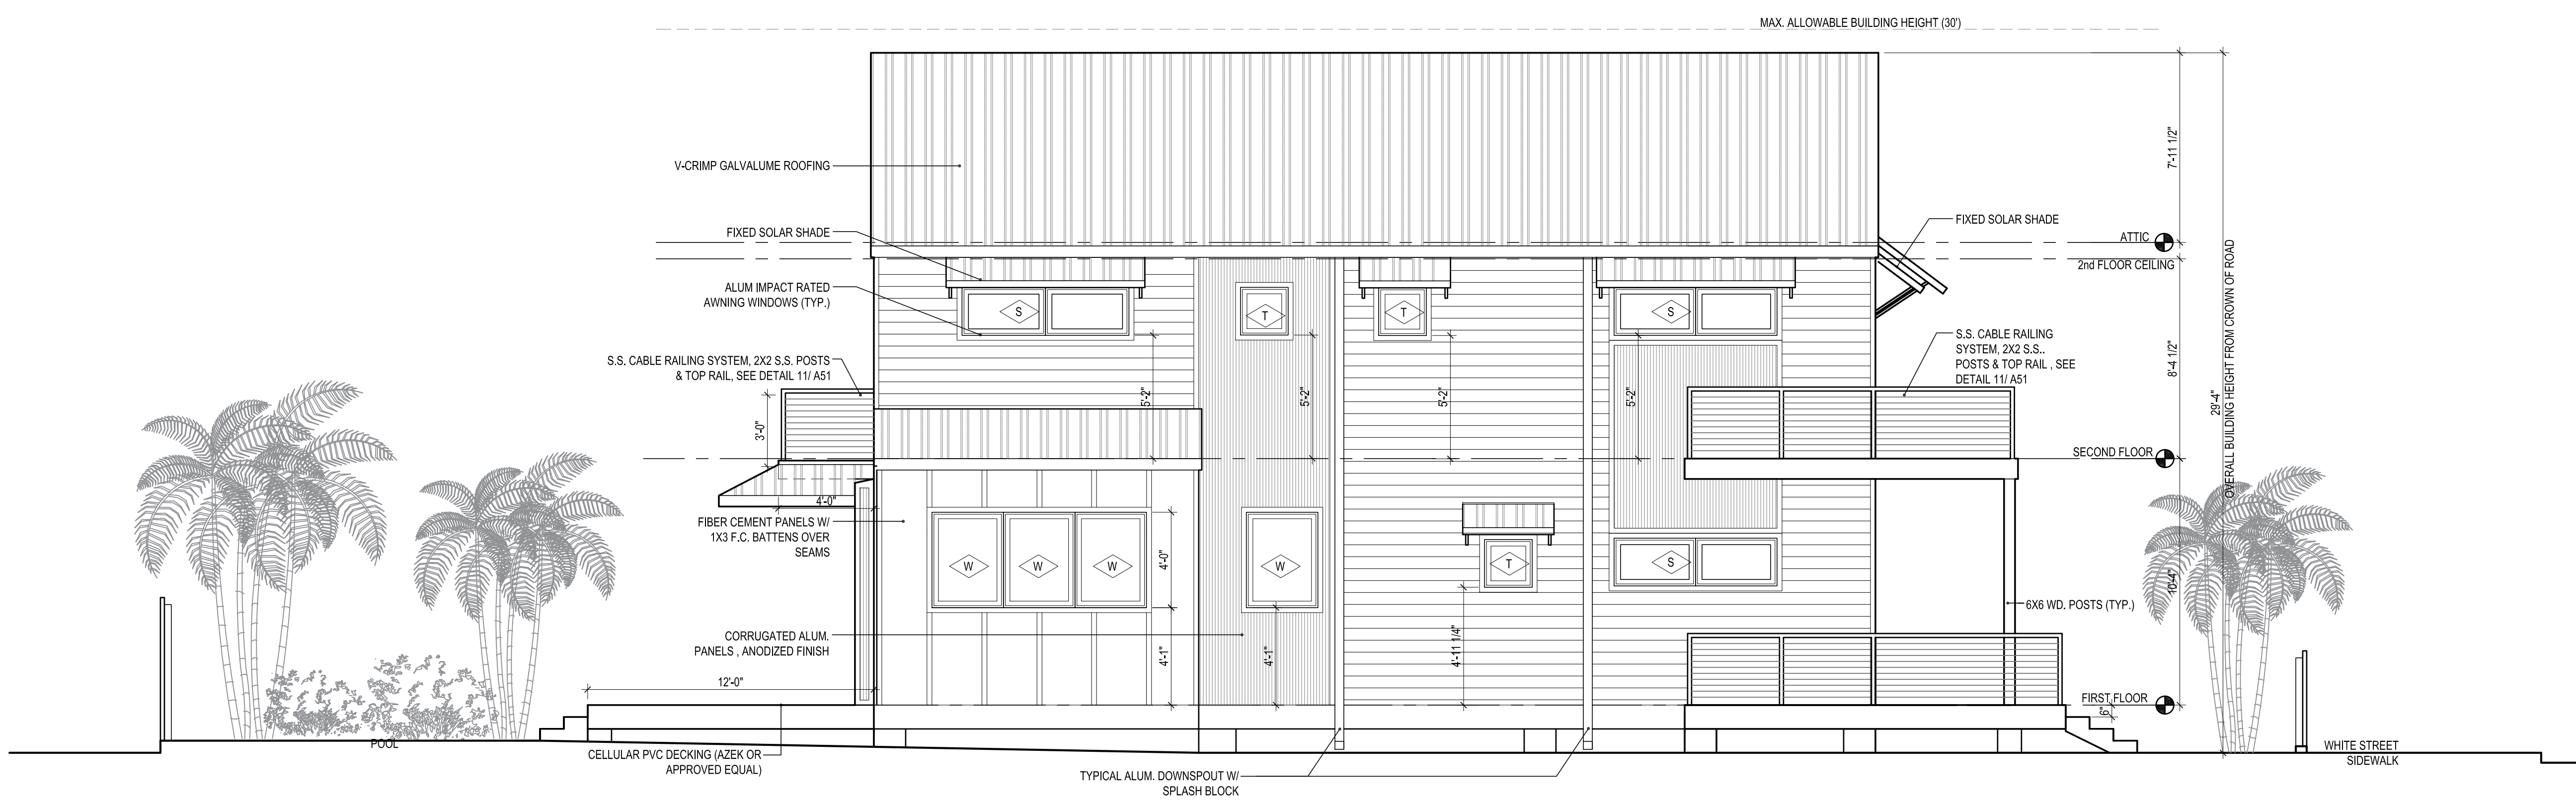 MAX. ALLOWABLE BUILDING HEIGHT (30')
V-CRIMP GALVALUME ROOFING
7'-11 1/2"
FIXED SOLAR SHADE
FIXED SOLAR SHADE
ATTIC
2nd FLOOR CEILING
ALUM IMPACT RATED
AWNING WINDOWS (TYP.)
S
T
T
S
S.S. CABLE RAILING SYSTEM, 2X2 S.S. POSTS
& TOP RAIL, SEE DETAIL 11/ A51
S.S. CABLE RAILING
SYSTEM, 2X2 S.S..
POSTS & TOP RAIL , SEE
DETAIL 11/ A51
8'-4 1/2"
29'-4"
OVERALL BUILDING HEIGHT FROM CROWN OF ROAD
5'-2"
5'-2"
5'-2"
5'-2"
3'-0"
SECOND FLOOR
4'-0"
FIBER CEMENT PANELS W/
1X3 F.C. BATTENS OVER
SEAMS
W
W
W
4'-0"
W
T
S
10'-4"
6X6 WD. POSTS (TYP.)
CORRUGATED ALUM.
PANELS , ANODIZED FINISH
4'-1"
4'-1"
4'-11 1/4"
12'-0"
FIRST FLOOR
6"
POOL
CELLULAR PVC DECKING (AZEK OR
APPROVED EQUAL)
TYPICAL ALUM. DOWNSPOUT W/
SPLASH BLOCK
WHITE STREET
SIDEWALK